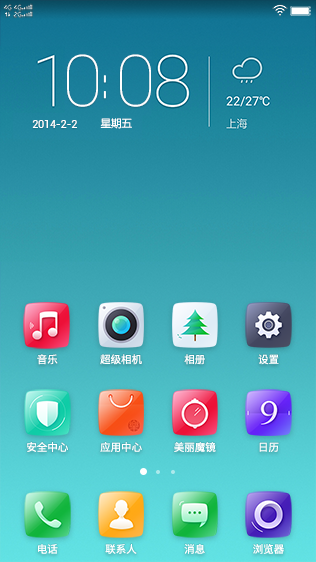 4G 4G
2G
10:08
2014-2-2 星期五
22/27℃
上海
音乐 超级相机 相册 设置
9
安全中心 应用中心 美丽魔镜 日历
电话 联系人 消息 浏览器